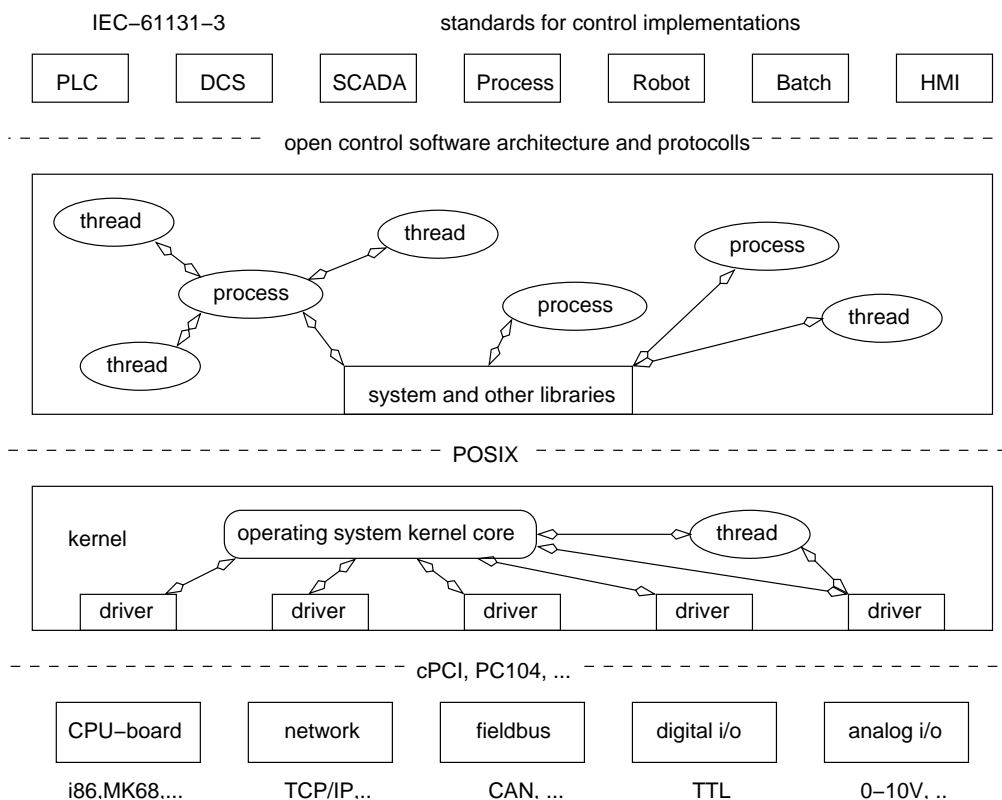 IEC−61131−3 standards for control implementations
PLC DCS SCADA Process Robot Batch HMI
open control software architecture and protocolls
thread
thread
process
process
process
thread
thread
system and other libraries
POSIX
kernel
operating system kernel core
thread
driver driver driver driver driver
cPCI, PC104, ...
CPU−board network fieldbus digital i/o analog i/o
i86,MK68,... TCP/IP,.. CAN, ... TTL 0−10V, ..